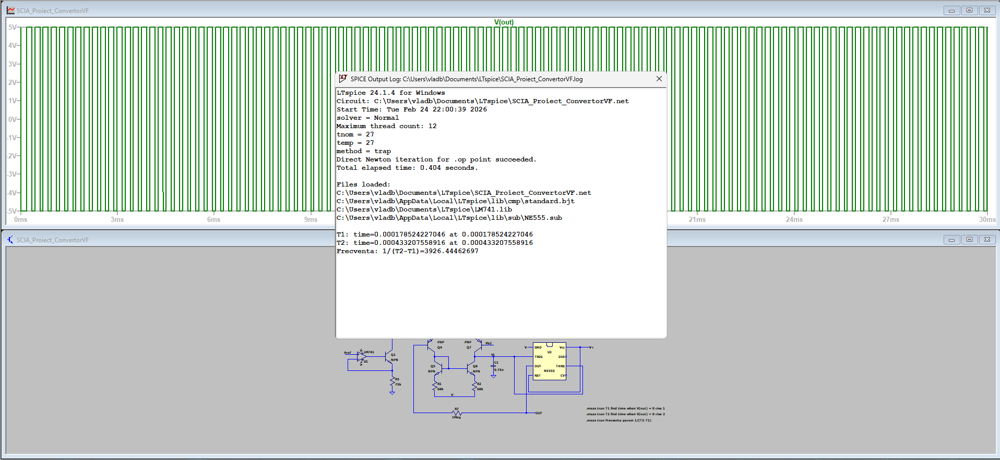 SCIA_Proiect_ConvertorVF
V(out)
5V
4V
3V
2V
1V
0V
-1V
-2V
-3V
-4V
-5V
0ms
3ms
6ms
9ms
21ms
24ms
27ms
30ms
SPICE Output Log: C:\Users\vladb\Documents\LTspice\SCIA_Proiect_ConvertorVF.log
LTspice 24.1.4 for Windows
Circuit: C:\Users\vladb\Documents\LTspice\SCIA_Proiect_ConvertorVF.net
Start Time: Tue Feb 24 22:00:39 2026
solver = Normal
Maximum thread count: 12
tnom = 27
temp = 27
method = trap
Direct Newton iteration for .op point succeeded.
Total elapsed time: 0.404 seconds.
Files loaded:
C:\Users\vladb\Documents\LTspice\SCIA_Proiect_ConvertorVF.net
C:\Users\vladb\AppData\Local\LTspice\lib\cmp\standard.bjt
C:\Users\vladb\Documents\LTspice\LM741.lib
C:\Users\vladb\AppData\Local\LTspice\lib\sub\NE555.sub
T1: time=0.000178524227046 at 0.000178524227046
T2: time=0.000433207558916 at 0.000433207558916
Frecventa: 1/(T2-T1)=3926.44462697
SCIA_Proiect_ConvertorVF
Vref
LM741
U1
Q1
NPN
R3
75k
PNP
Q4
PNP
Q7
Vb2
Q5
NPN
Q8
NPN
C1
0.75n
R1
68k
R2
68k
V-
R7
1Meg
OUT
V-
GND
Vcc
V+
U2
TRIG
DIS
OUT
THRS
NE555
RST
CV
.meas tran T1 find time when V(out) = 0 rise 1
.meas tran T2 find time when V(out) = 0 rise 2
.meas tran Frecventa param 1/(T2-T1)